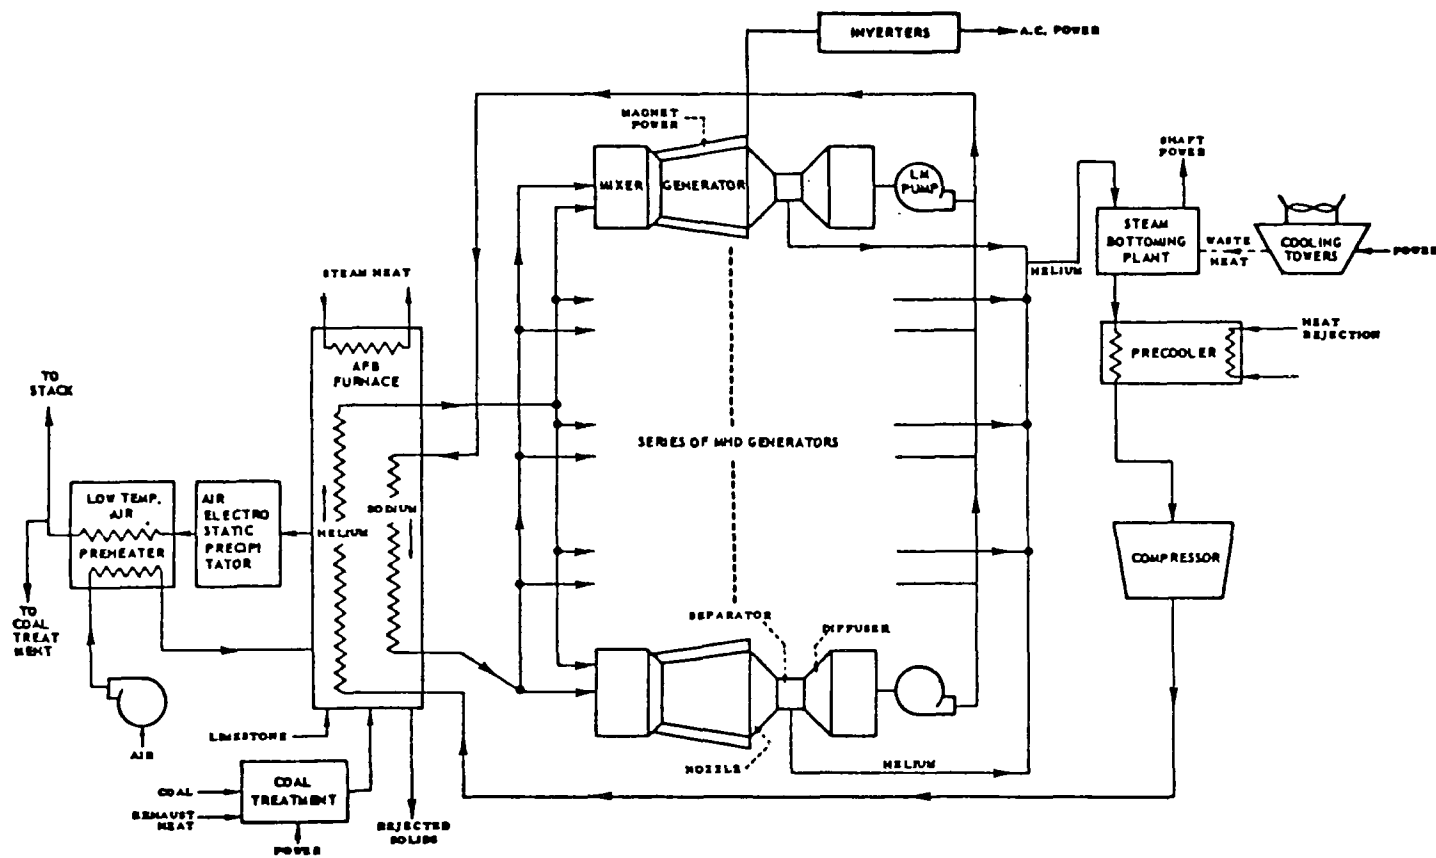 INVERTERS
A.C. POWER
MAGNET
POWER
MIXER
GENERATOR
LM
PUMP
SHAFT
POWER
STEAM
BOTTOMING
PLANT
WASTE
HEAT
COOLING
TOWERS
POWER
HELIUM
STEAM HEAT
AFB
FURNACE
HEAT
REJECTION
PRECOOLER
TO
STACK
SERIES OF MHD GENERATORS
LOW TEMP.
AIR
PREHEATER
AIR
ELECTRO
STATIC
PRECIPI
TATOR
HELIUM
SODIUM
COMPRESSOR
TO
COAL
TREAT
MENT
SEPARATOR
DIFFUSER
AIR
LIMESTONE
NOZZLE
HELIUM
COAL
EXHAUST
HEAT
COAL
TREATMENT
POWER
REJECTED
SOLIDS